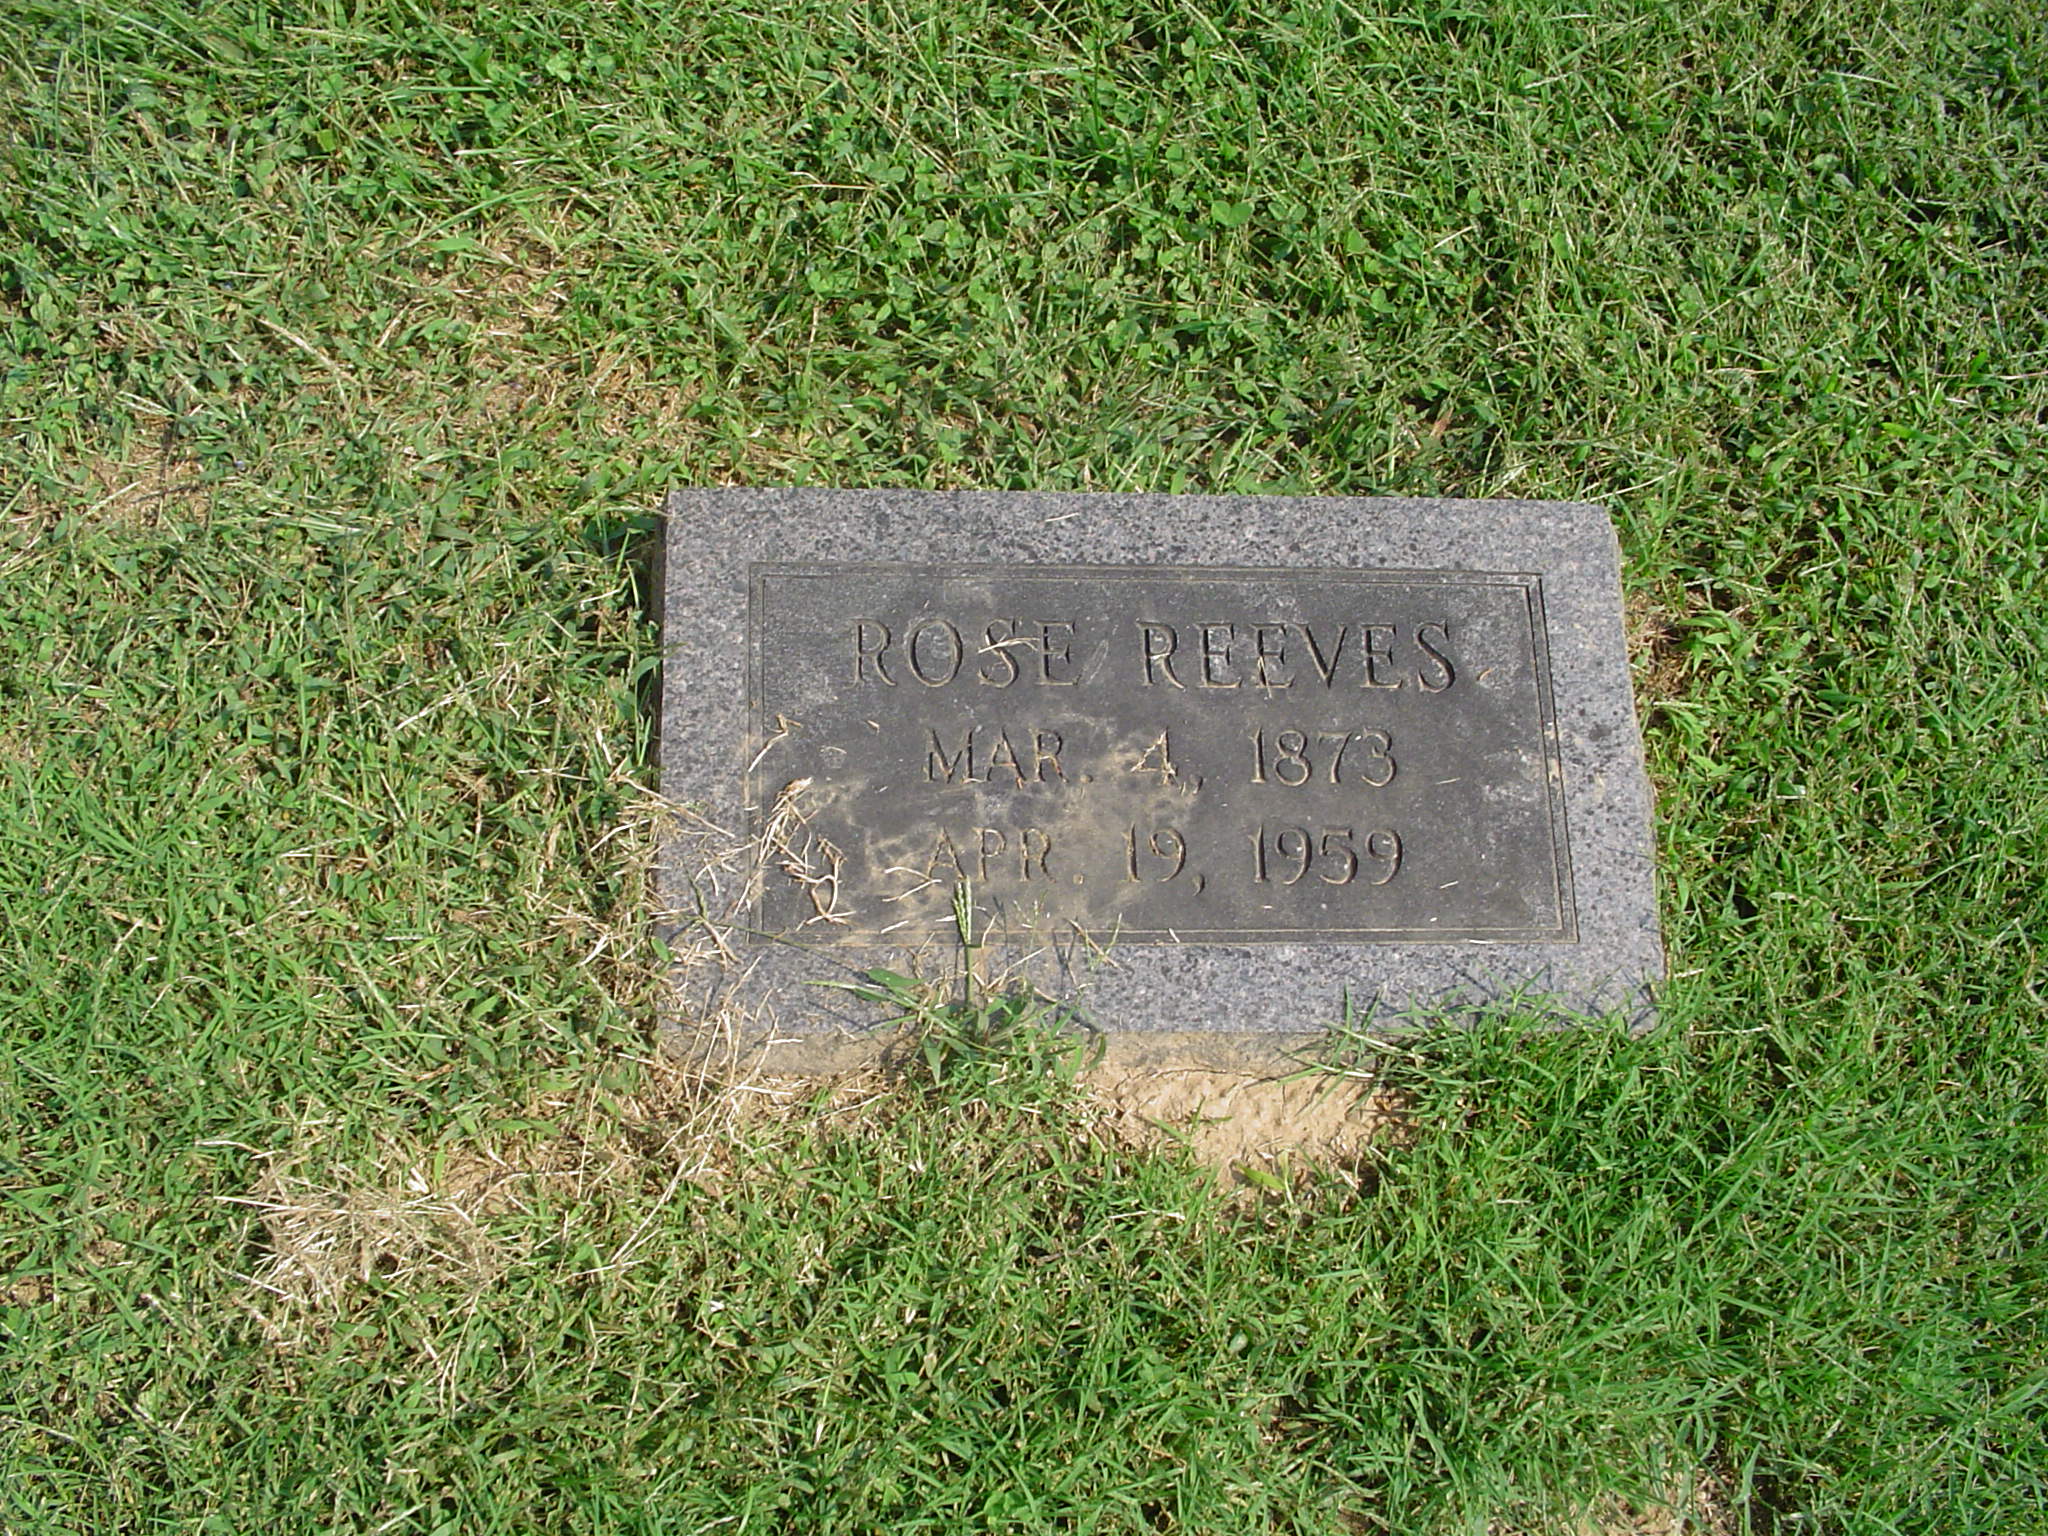 ROSE REEVES
MAR. 4, 1873
APR. 19, 1959